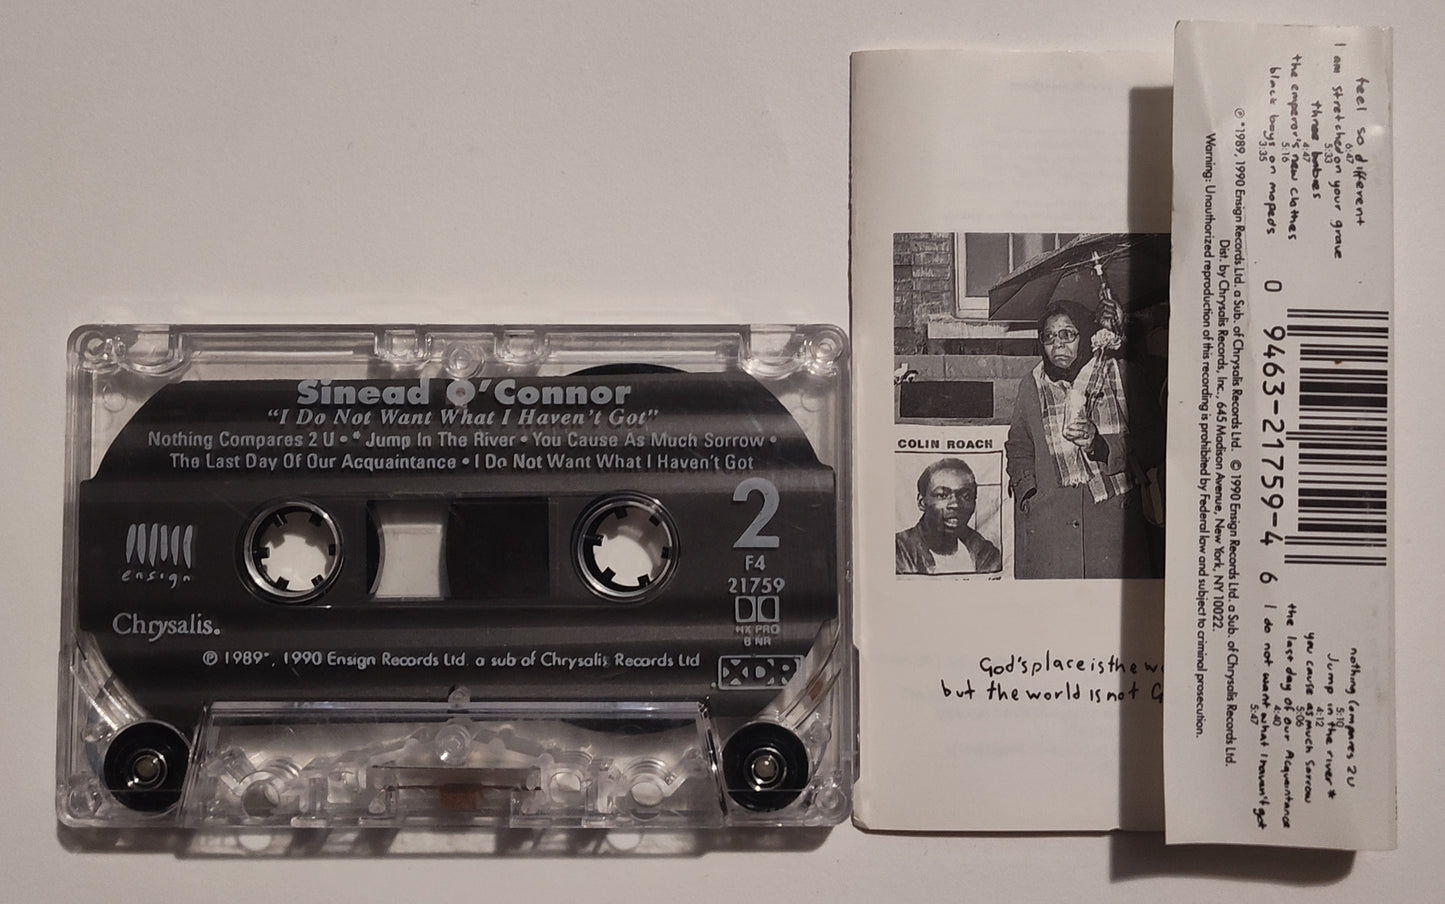 Sinead O'Connor
"I Do Not Want What I Haven't Got"
Nothing Compares 2 U • * Jump In The River • You Cause As Much Sorrow •
The Last Day Of Our Acquaintance • I Do Not Want What I Haven't Got
2
F4
21759
HX PRO
B NR
XDR
ensign
Chrysalis.
℗ 1989*, 1990 Ensign Records Ltd. a sub of Chrysalis Records Ltd
COLIN ROACH
God's place is the w
but the world is not G
feel so different
6:47
I am stretched on your grave
5:33
three babies
4:47
the emperor's new clothes
5:16
black boys on mopeds
3:35
0 9463-21759-4 6
nothing Compares 2U
5:10
Jump in the river *
4:12
you cause as much Sorrow
5:06
the last day of our Acquaintance
4:40
I do not want what I haven't got
5:47
℗ *1989, 1990 Ensign Records Ltd. a Sub. of Chrysalis Records Ltd. © 1990 Ensign Records Ltd. a Sub. of Chrysalis Records Ltd.
Dist. by Chrysalis Records, Inc., 645 Madison Avenue, New York, NY 10022.
Warning: Unauthorized reproduction of this recording is prohibited by Federal law and subject to criminal prosecution.